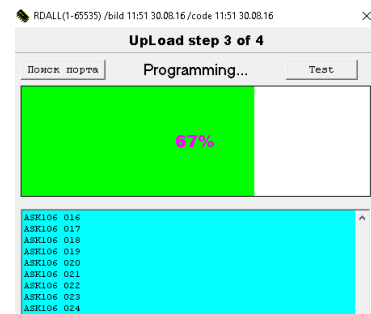 RDALL(1-65535) /bild 11:51 30.08.16 /code 11:51 30.08.16
UpLoad step 3 of 4
Поиск порта Programming... Test
67%
ASK106 016
ASK106 017
ASK106 018
ASK106 019
ASK106 020
ASK106 021
ASK106 022
ASK106 023
ASK106 024